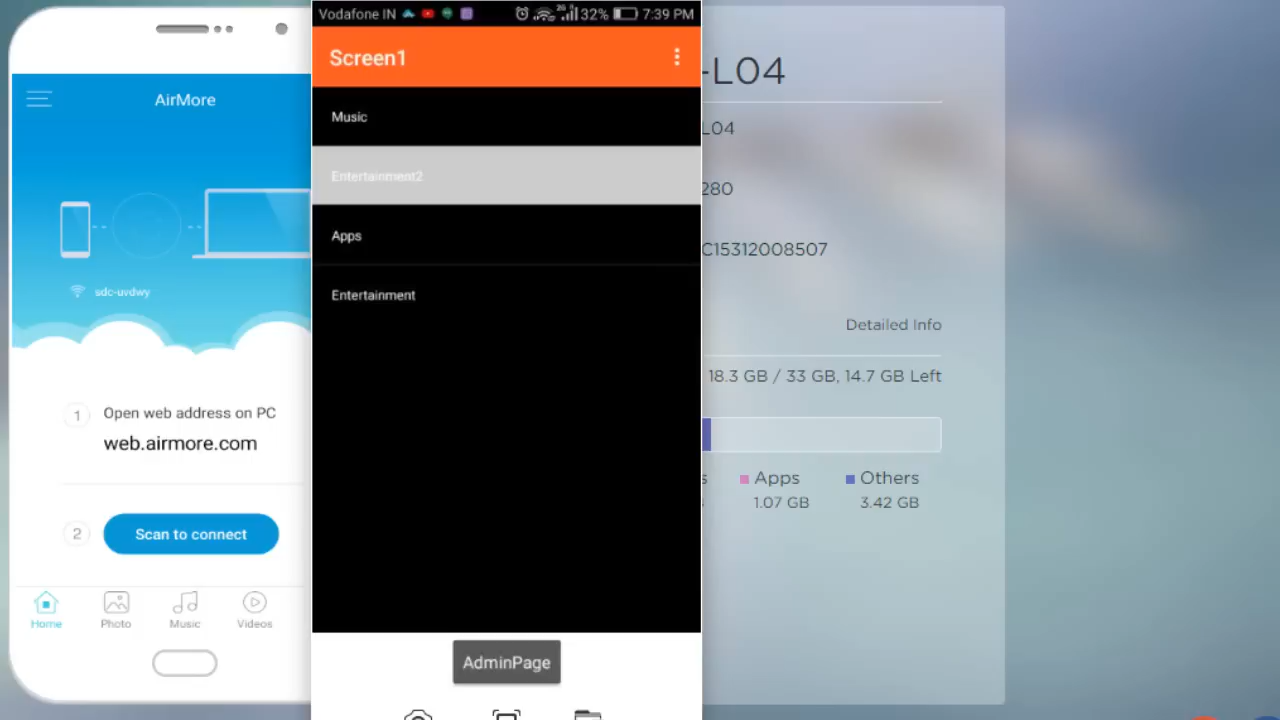 AirMore
sdc-uvdwy
1 Open web address on PC
web.airmore.com
2 Scan to connect
Home Photo Music Videos
Vodafone IN 2G 32% 7:39 PM
Screen1
Music
Entertainment2
Apps
Entertainment
AdminPage
-L04
L04
280
C15312008507
Detailed Info
18.3 GB / 33 GB, 14.7 GB Left
s Apps Others
1.07 GB 3.42 GB